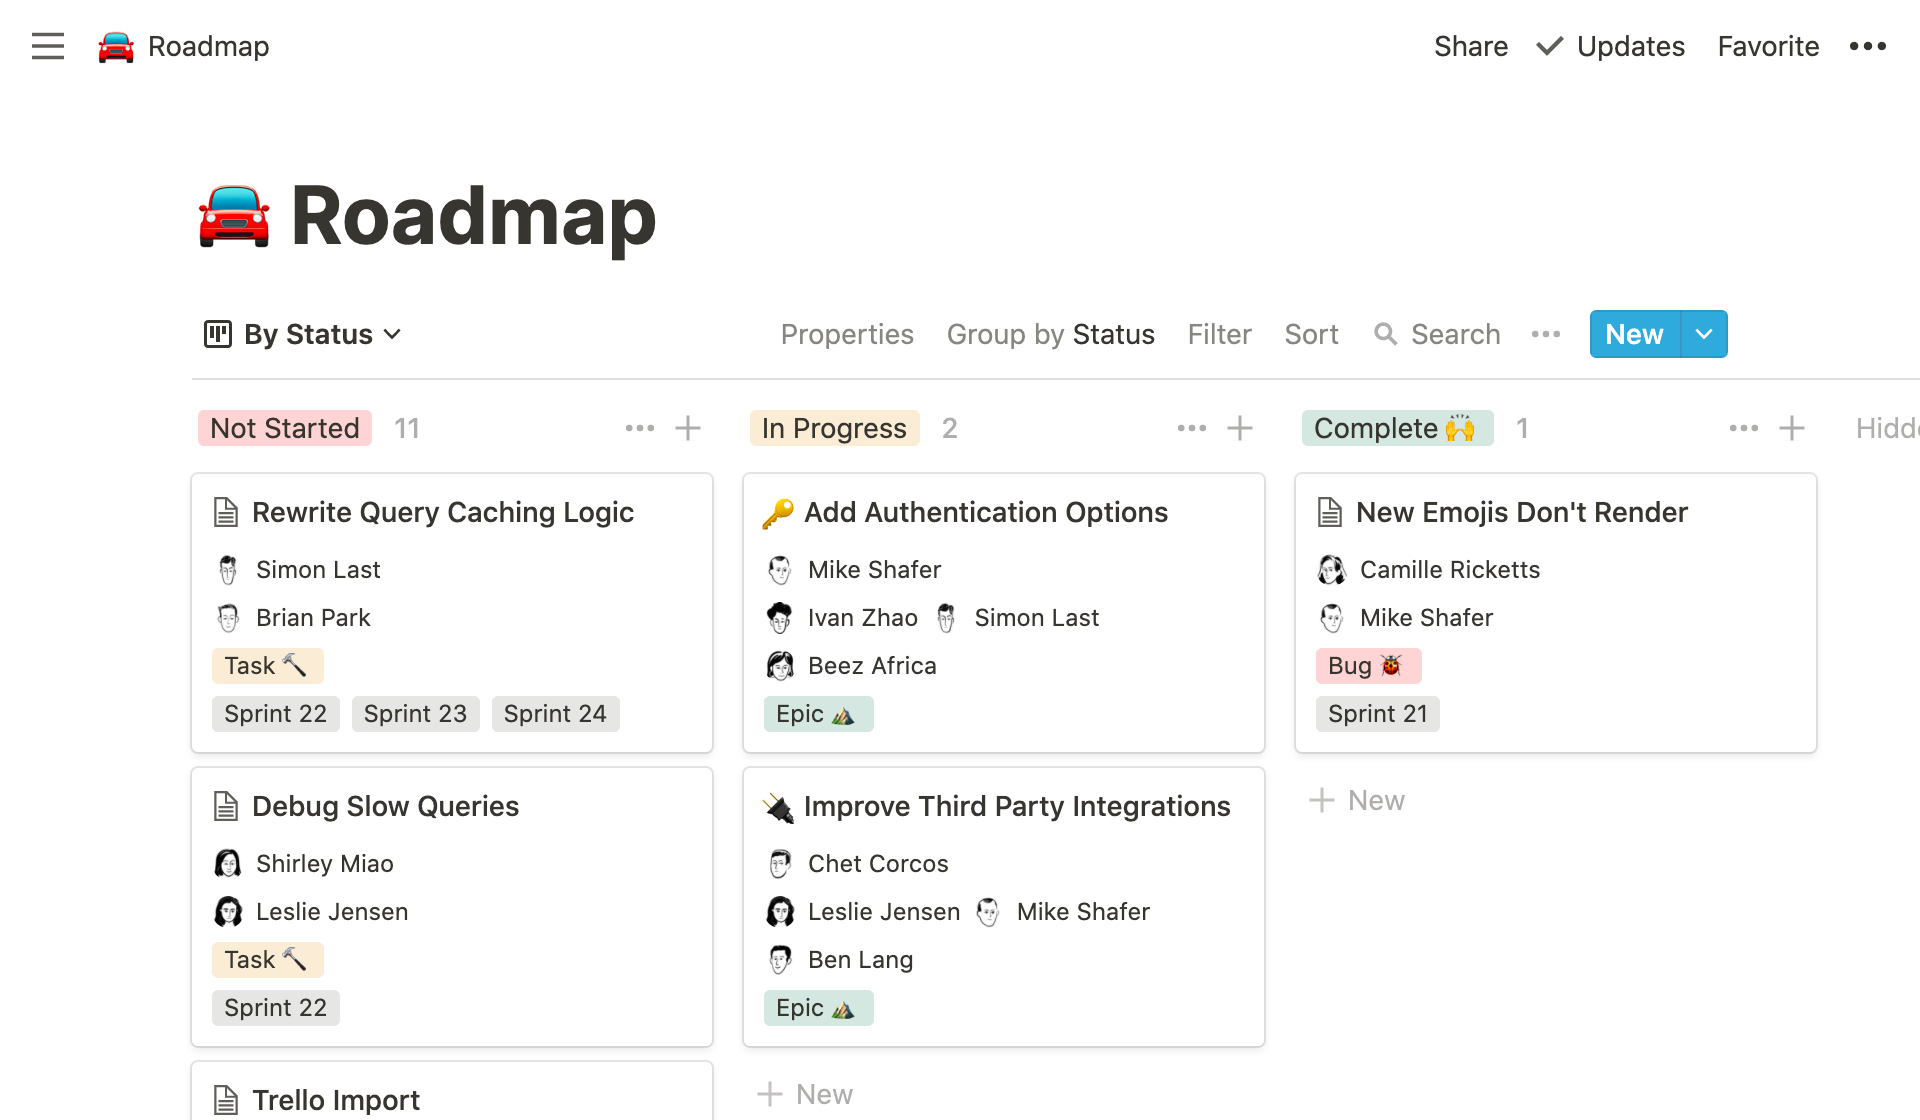 Roadmap
Share Updates Favorite
Roadmap
By Status Properties Group by Status Filter Sort Search New
Not Started 11
Rewrite Query Caching Logic
Simon Last
Brian Park
Task
Sprint 22 Sprint 23 Sprint 24
Debug Slow Queries
Shirley Miao
Leslie Jensen
Task
Sprint 22
Trello Import
In Progress 2
Add Authentication Options
Mike Shafer
Ivan Zhao Simon Last
Beez Africa
Epic
Improve Third Party Integrations
Chet Corcos
Leslie Jensen Mike Shafer
Ben Lang
Epic
New
Complete 1
New Emojis Don't Render
Camille Ricketts
Mike Shafer
Bug
Sprint 21
New